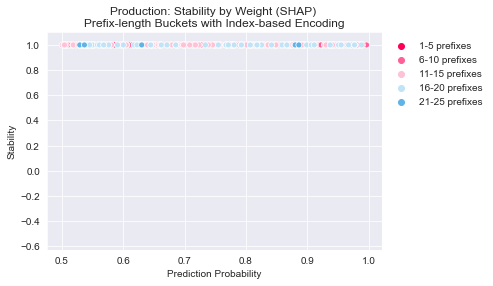 Production: Stability by Weight (SHAP)
Prefix-length Buckets with Index-based Encoding
1-5 prefixes
6-10 prefixes
11-15 prefixes
16-20 prefixes
21-25 prefixes
Stability
1.0
0.8
0.6
0.4
0.2
0.0
−0.2
−0.4
−0.6
0.5 0.6 0.7 0.8 0.9 1.0
Prediction Probability